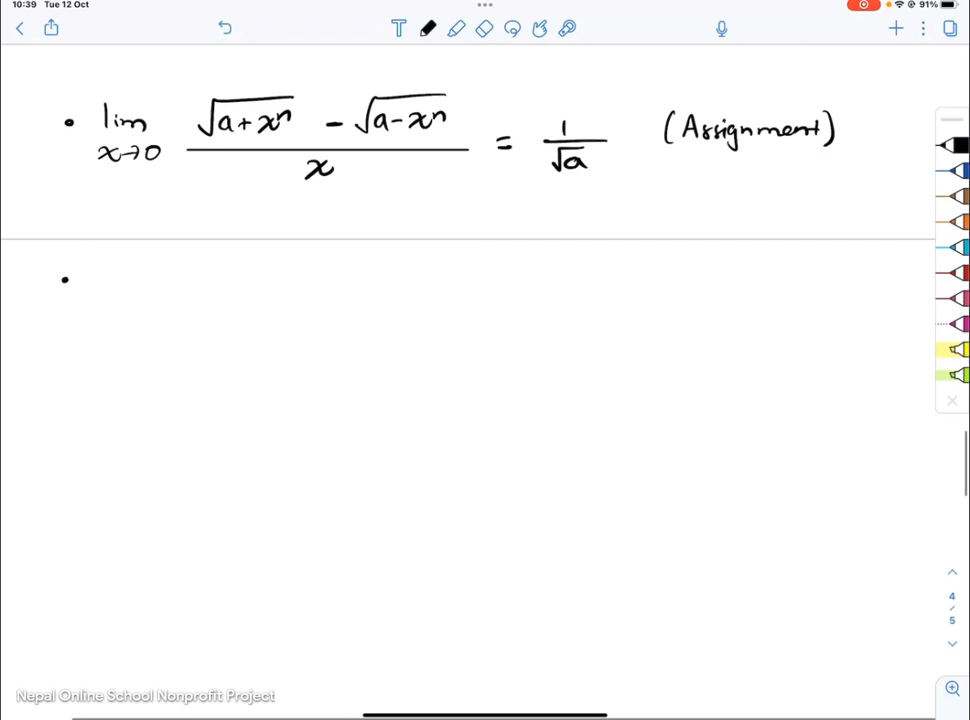 10:39 Tue 12 Oct 91%
• lim x→0 (√(a+xⁿ) - √(a-xⁿ))/x = 1/√a (Assignment)
•
4
/
5
Nepal Online School Nonprofit Project